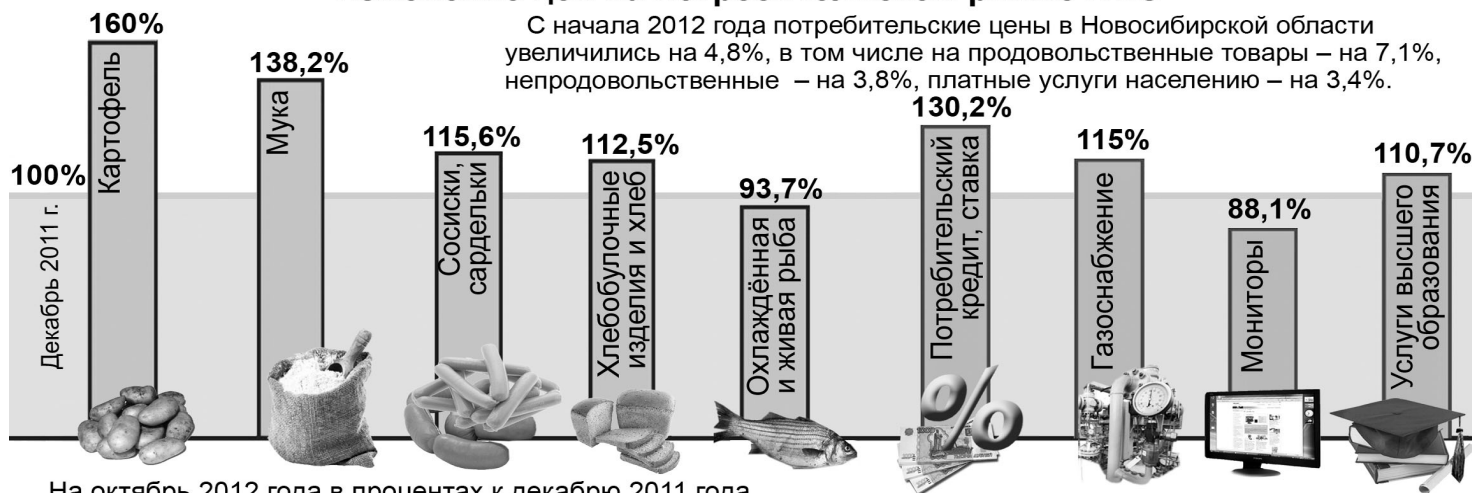 С начала 2012 года потребительские цены в Новосибирской области
увеличились на 4,8%, в том числе на продовольственные товары – на 7,1%,
непродовольственные – на 3,8%, платные услуги населению – на 3,4%.
100%
Декабрь 2011 г.
160%
Картофель
138,2%
Мука
115,6%
Сосиски,
сардельки
112,5%
Хлебобулочные
изделия и хлеб
93,7%
Охлаждённая
и живая рыба
130,2%
Потребительский
кредит, ставка
115%
Газоснабжение
88,1%
Мониторы
110,7%
Услуги высшего
образования
На октябрь 2012 года в процентах к декабрю 2011 года